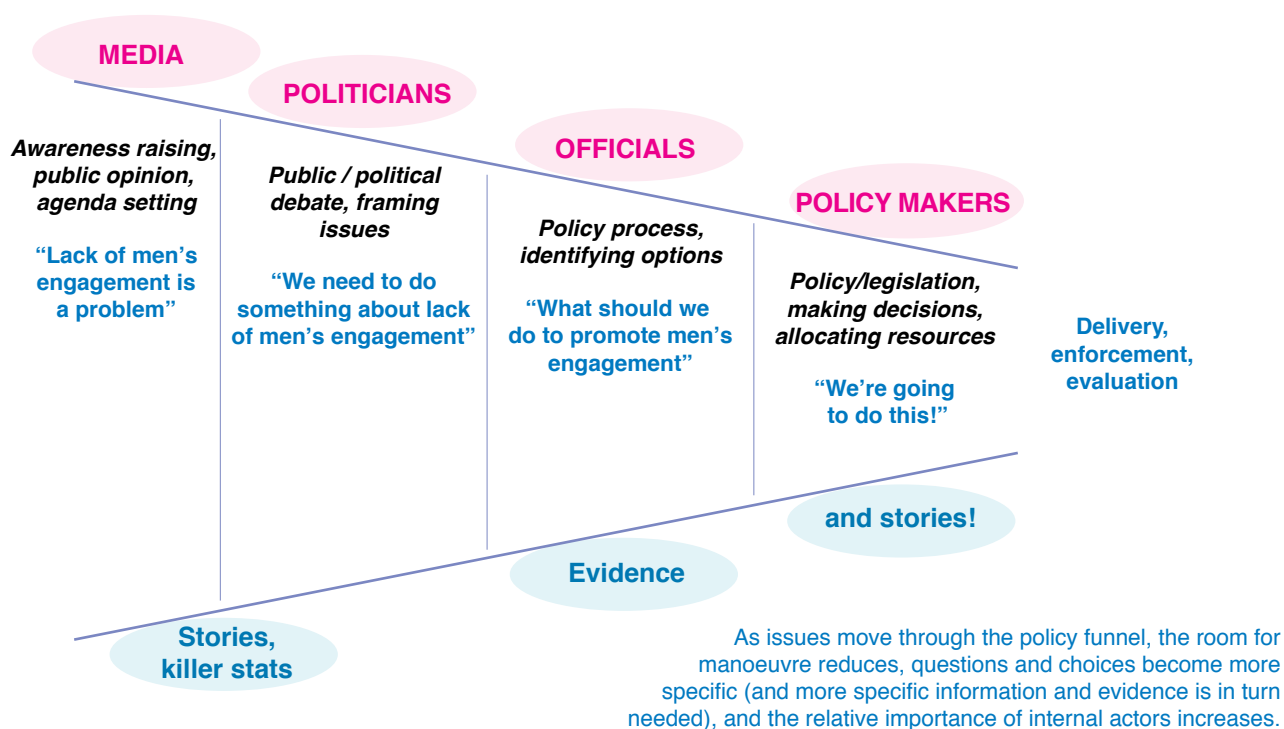 MEDIA
Awareness raising,
public opinion,
agenda setting
“Lack of men’s
engagement is
a problem”
POLITICIANS
Public / political
debate, framing
issues
“We need to do
something about lack
of men’s engagement”
OFFICIALS
Policy process,
identifying options
“What should we
do to promote men’s
engagement”
POLICY MAKERS
Policy/legislation,
making decisions,
allocating resources
“We’re going
to do this!”
Delivery,
enforcement,
evaluation
Stories,
killer stats
Evidence
and stories!
As issues move through the policy funnel, the room for
manoeuvre reduces, questions and choices become more
specific (and more specific information and evidence is in turn
needed), and the relative importance of internal actors increases.